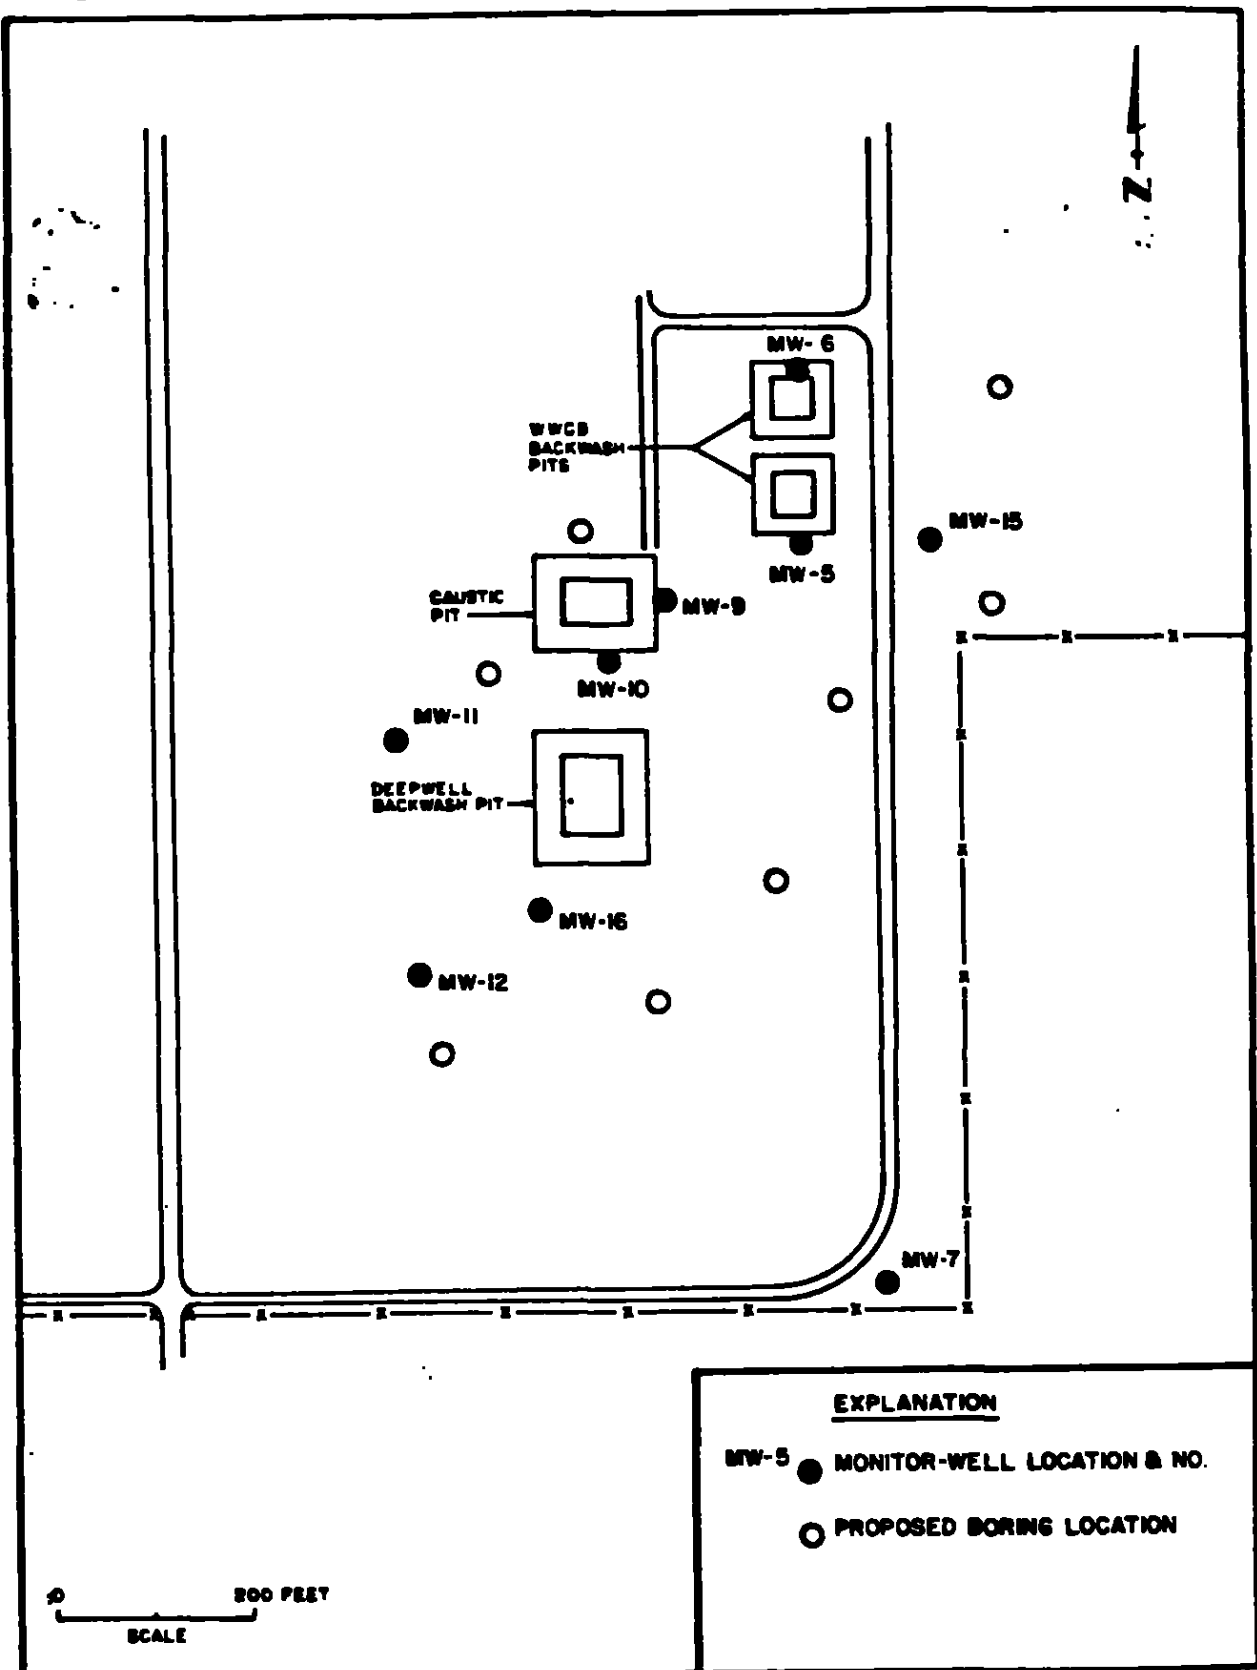 N
MW-6
WWCB
BACKWASH
PITS
MW-15
MW-5
CAUSTIC
PIT
MW-9
MW-10
MW-11
DEEPWELL
BACKWASH PIT
MW-16
MW-12
MW-7
EXPLANATION
MW-5 MONITOR-WELL LOCATION & NO.
PROPOSED BORING LOCATION
0 200 FEET
SCALE